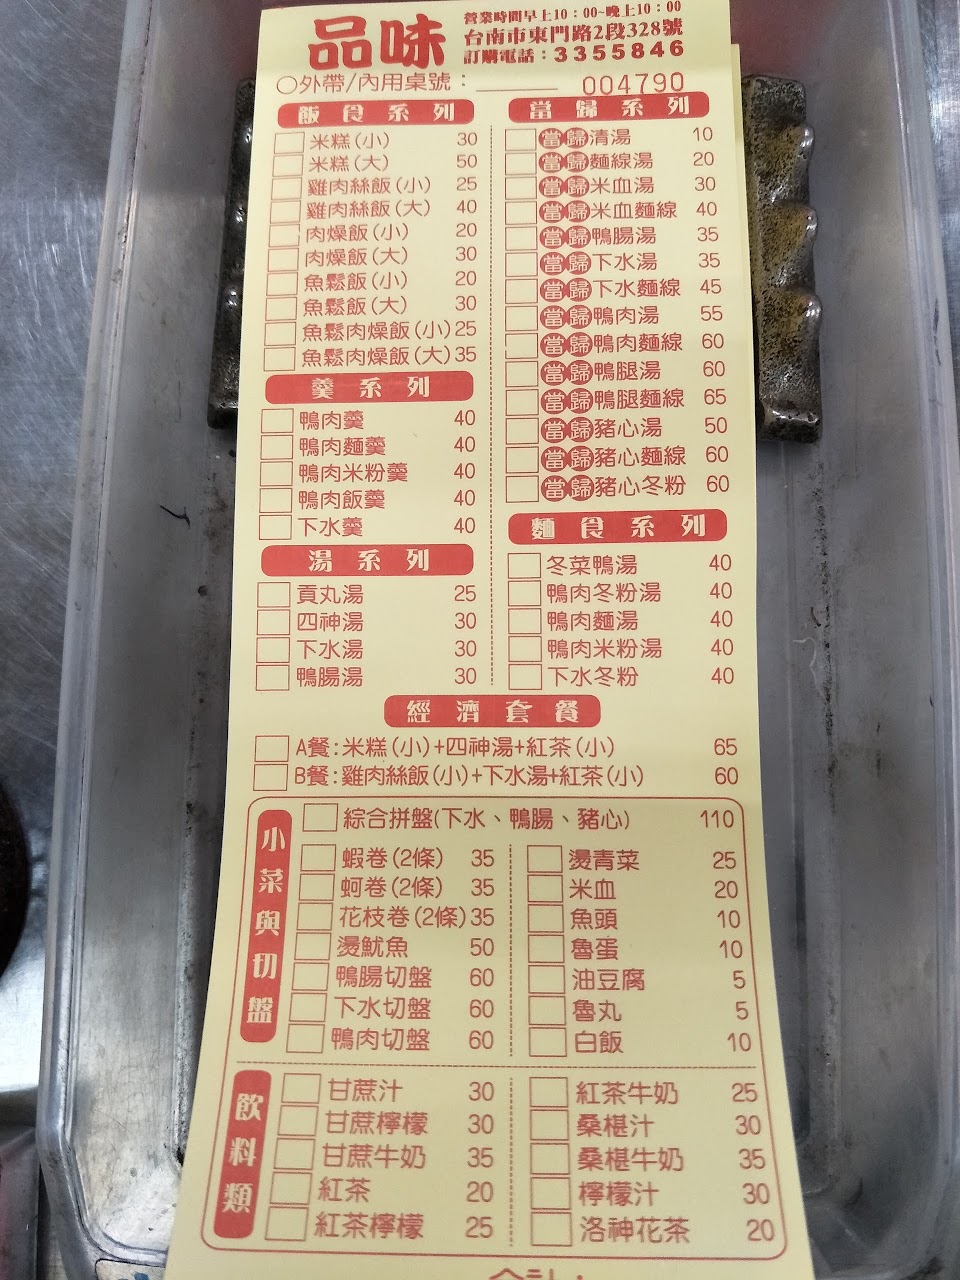 品味
營業時間早上10：00~晚上10：00
台南市東門路2段328號
訂購電話：3355846
○外帶/內用桌號：
004790
飯食系列
米糕(小) 30
米糕(大) 50
雞肉絲飯(小) 25
雞肉絲飯(大) 40
肉燥飯(小) 20
肉燥飯(大) 30
魚鬆飯(小) 20
魚鬆飯(大) 30
魚鬆肉燥飯(小) 25
魚鬆肉燥飯(大) 35
羹系列
鴨肉羹 40
鴨肉麵羹 40
鴨肉米粉羹 40
鴨肉飯羹 40
下水羹 40
湯系列
貢丸湯 25
四神湯 30
下水湯 30
鴨腸湯 30
當歸系列
當歸清湯 10
當歸麵線湯 20
當歸米血湯 30
當歸米血麵線 40
當歸鴨腸湯 35
當歸下水湯 35
當歸下水麵線 45
當歸鴨肉湯 55
當歸鴨肉麵線 60
當歸鴨腿湯 60
當歸鴨腿麵線 65
當歸豬心湯 50
當歸豬心麵線 60
當歸豬心冬粉 60
麵食系列
冬菜鴨湯 40
鴨肉冬粉湯 40
鴨肉麵湯 40
鴨肉米粉湯 40
下水冬粉 40
經濟套餐
A餐:米糕(小)+四神湯+紅茶(小) 65
B餐:雞肉絲飯(小)+下水湯+紅茶(小) 60
小菜與切盤
綜合拼盤(下水、鴨腸、豬心) 110
蝦卷(2條) 35
蚵卷(2條) 35
花枝卷(2條) 35
燙魷魚 50
鴨腸切盤 60
下水切盤 60
鴨肉切盤 60
燙青菜 25
米血 20
魚頭 10
魯蛋 10
油豆腐 5
魯丸 5
白飯 10
飲料類
甘蔗汁 30
甘蔗檸檬 30
甘蔗牛奶 35
紅茶 20
紅茶檸檬 25
紅茶牛奶 25
桑椹汁 30
桑椹牛奶 35
檸檬汁 30
洛神花茶 20